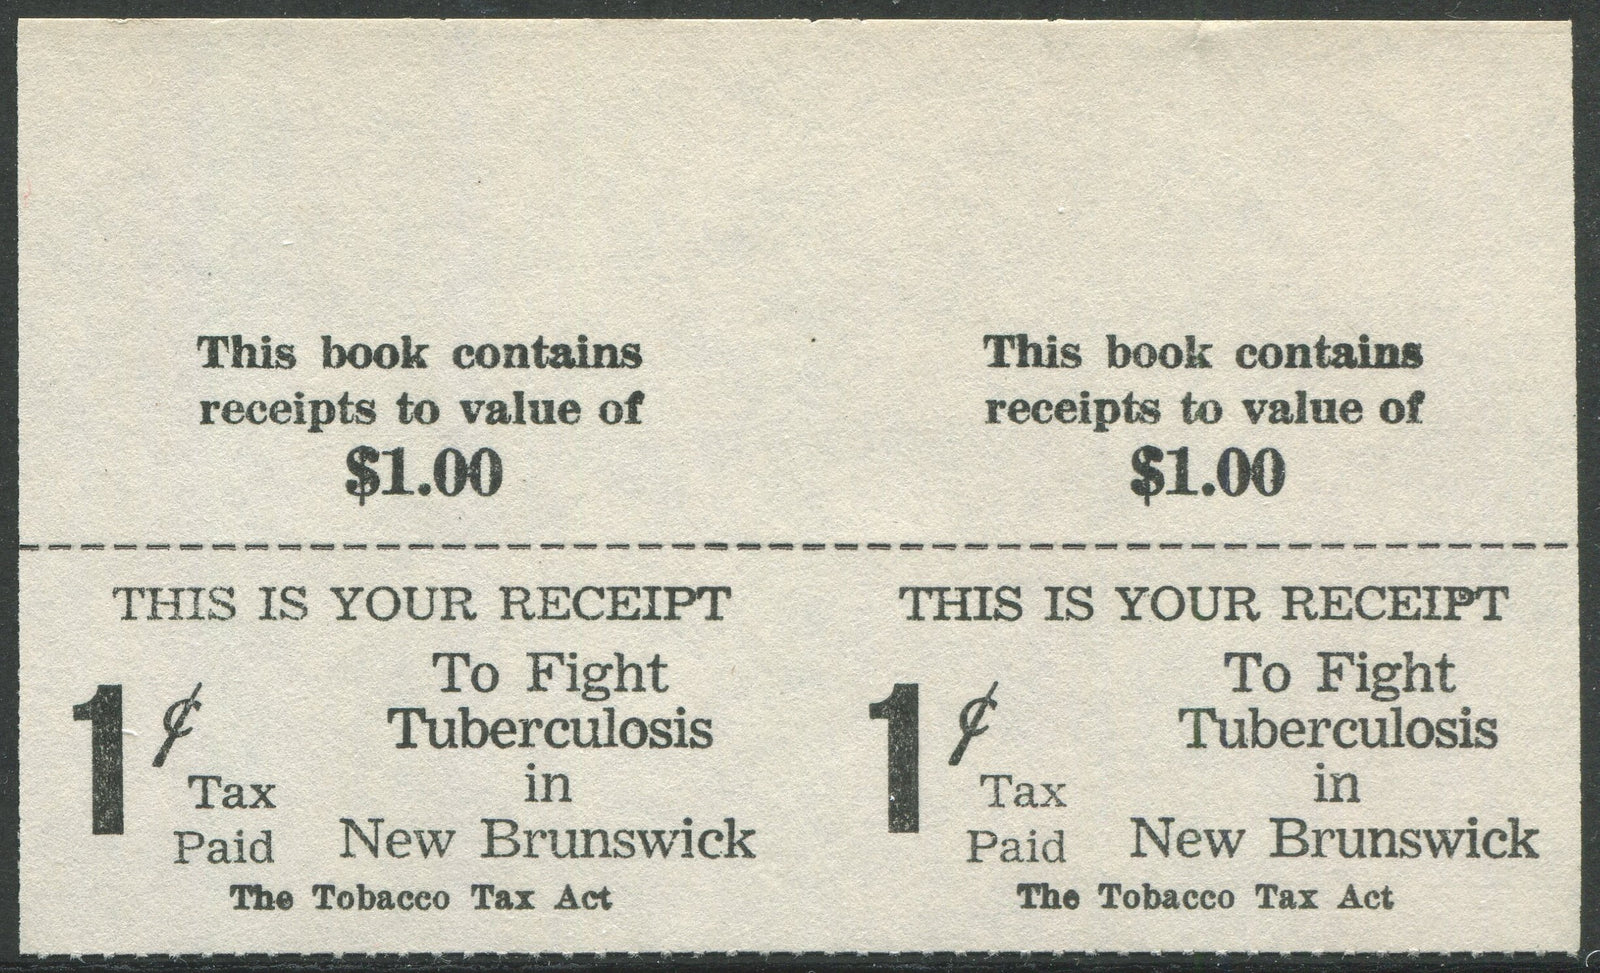 This book contains
receipts to value of
$1.00
This book contains
receipts to value of
$1.00
THIS IS YOUR RECEIPT
1¢
Tax
Paid
To Fight
Tuberculosis
in
New Brunswick
The Tobacco Tax Act
THIS IS YOUR RECEIPT
1¢
Tax
Paid
To Fight
Tuberculosis
in
New Brunswick
The Tobacco Tax Act